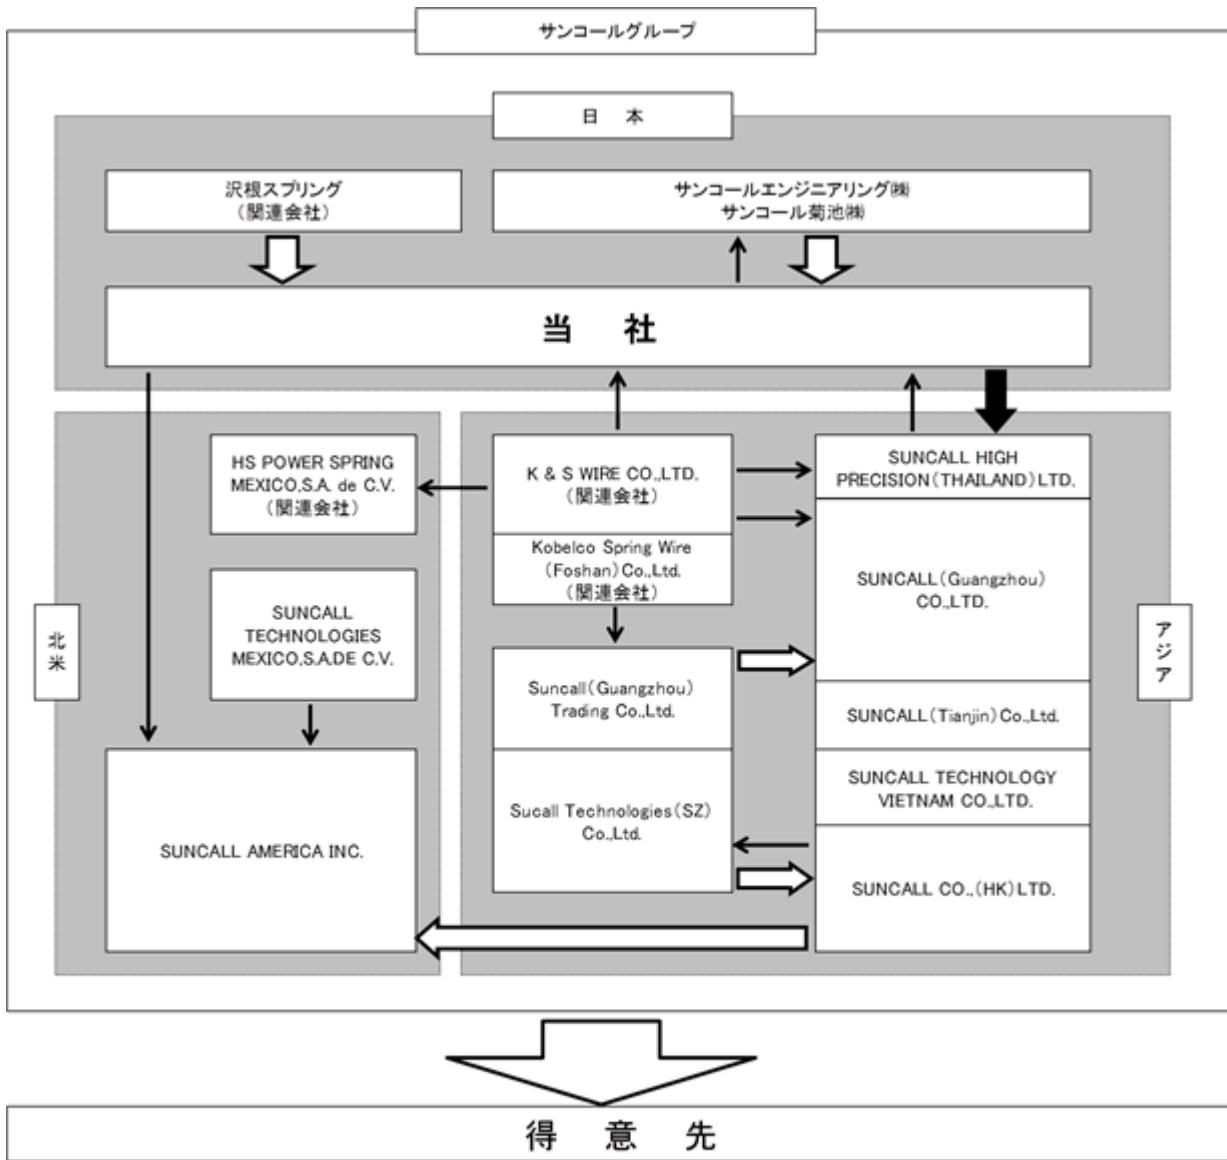 サンコールグループ
日 本
沢根スプリング
(関連会社)
サンコールエンジニアリング㈱
サンコール菊池㈱
当 社
北米
HS POWER SPRING
MEXICO,S.A. de C.V.
(関連会社)
SUNCALL
TECHNOLOGIES
MEXICO,S.A.DE C.V.
SUNCALL AMERICA INC.
K & S WIRE CO.,LTD.
(関連会社)
Kobelco Spring Wire
(Foshan)Co.,Ltd.
(関連会社)
Suncall(Guangzhou)
Trading Co.,Ltd.
Sucall Technologies(SZ)
Co.,Ltd.
SUNCALL HIGH
PRECISION(THAILAND)LTD.
SUNCALL(Guangzhou)
CO.,LTD.
SUNCALL(Tianjin)Co.,Ltd.
SUNCALL TECHNOLOGY
VIETNAM CO.,LTD.
SUNCALL CO.,(HK)LTD.
アジア
得 意 先